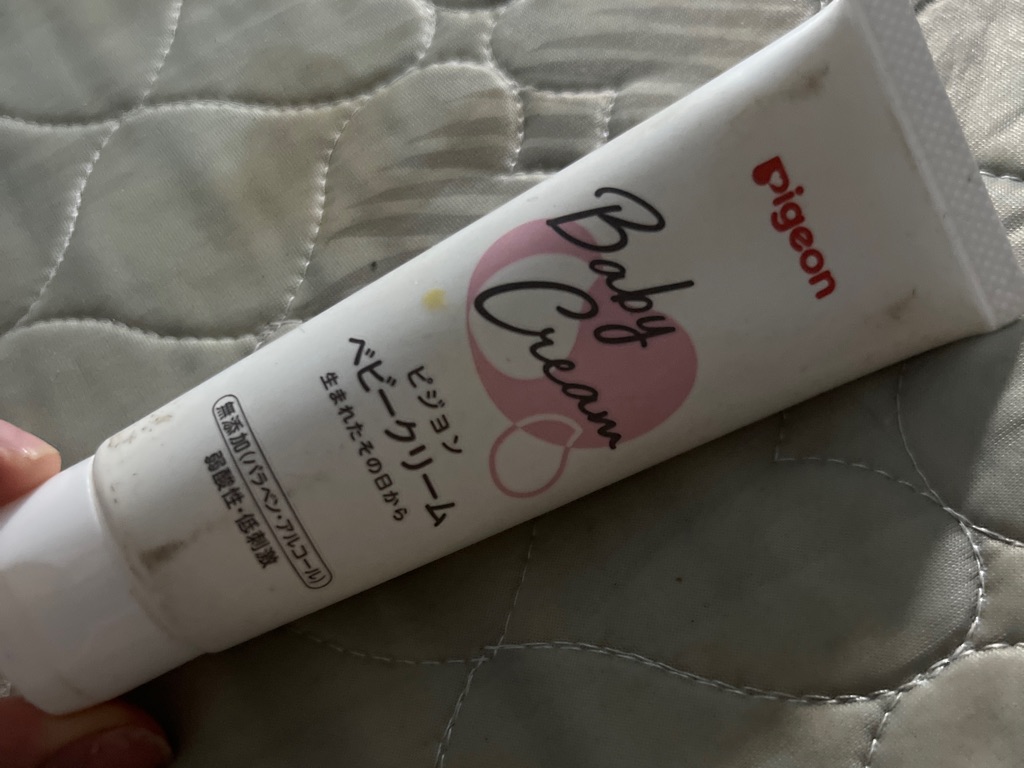 Pigeon
Baby
Cream
ピジョン
ベビークリーム
生まれたその日から
無添加(パラベン・アルコール)
弱酸性・低刺激